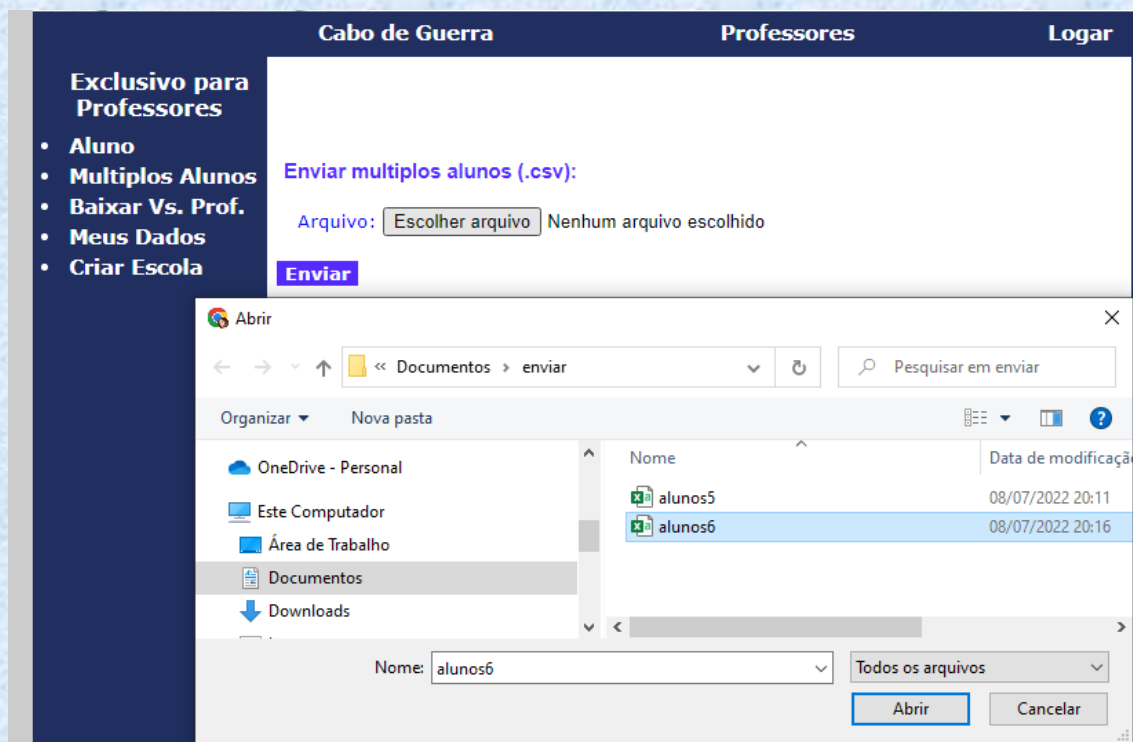 Cabo de Guerra Professores Logar
Exclusivo para
Professores
• Aluno
• Multiplos Alunos
• Baixar Vs. Prof.
• Meus Dados
• Criar Escola
Enviar multiplos alunos (.csv):
Arquivo: Escolher arquivo Nenhum arquivo escolhido
Enviar
Abrir
« Documentos › enviar
Pesquisar em enviar
Organizar Nova pasta
OneDrive - Personal
Este Computador
Área de Trabalho
Documentos
Downloads
Nome Data de modificaçã
alunos5 08/07/2022 20:11
alunos6 08/07/2022 20:16
Nome: alunos6 Todos os arquivos
Abrir Cancelar